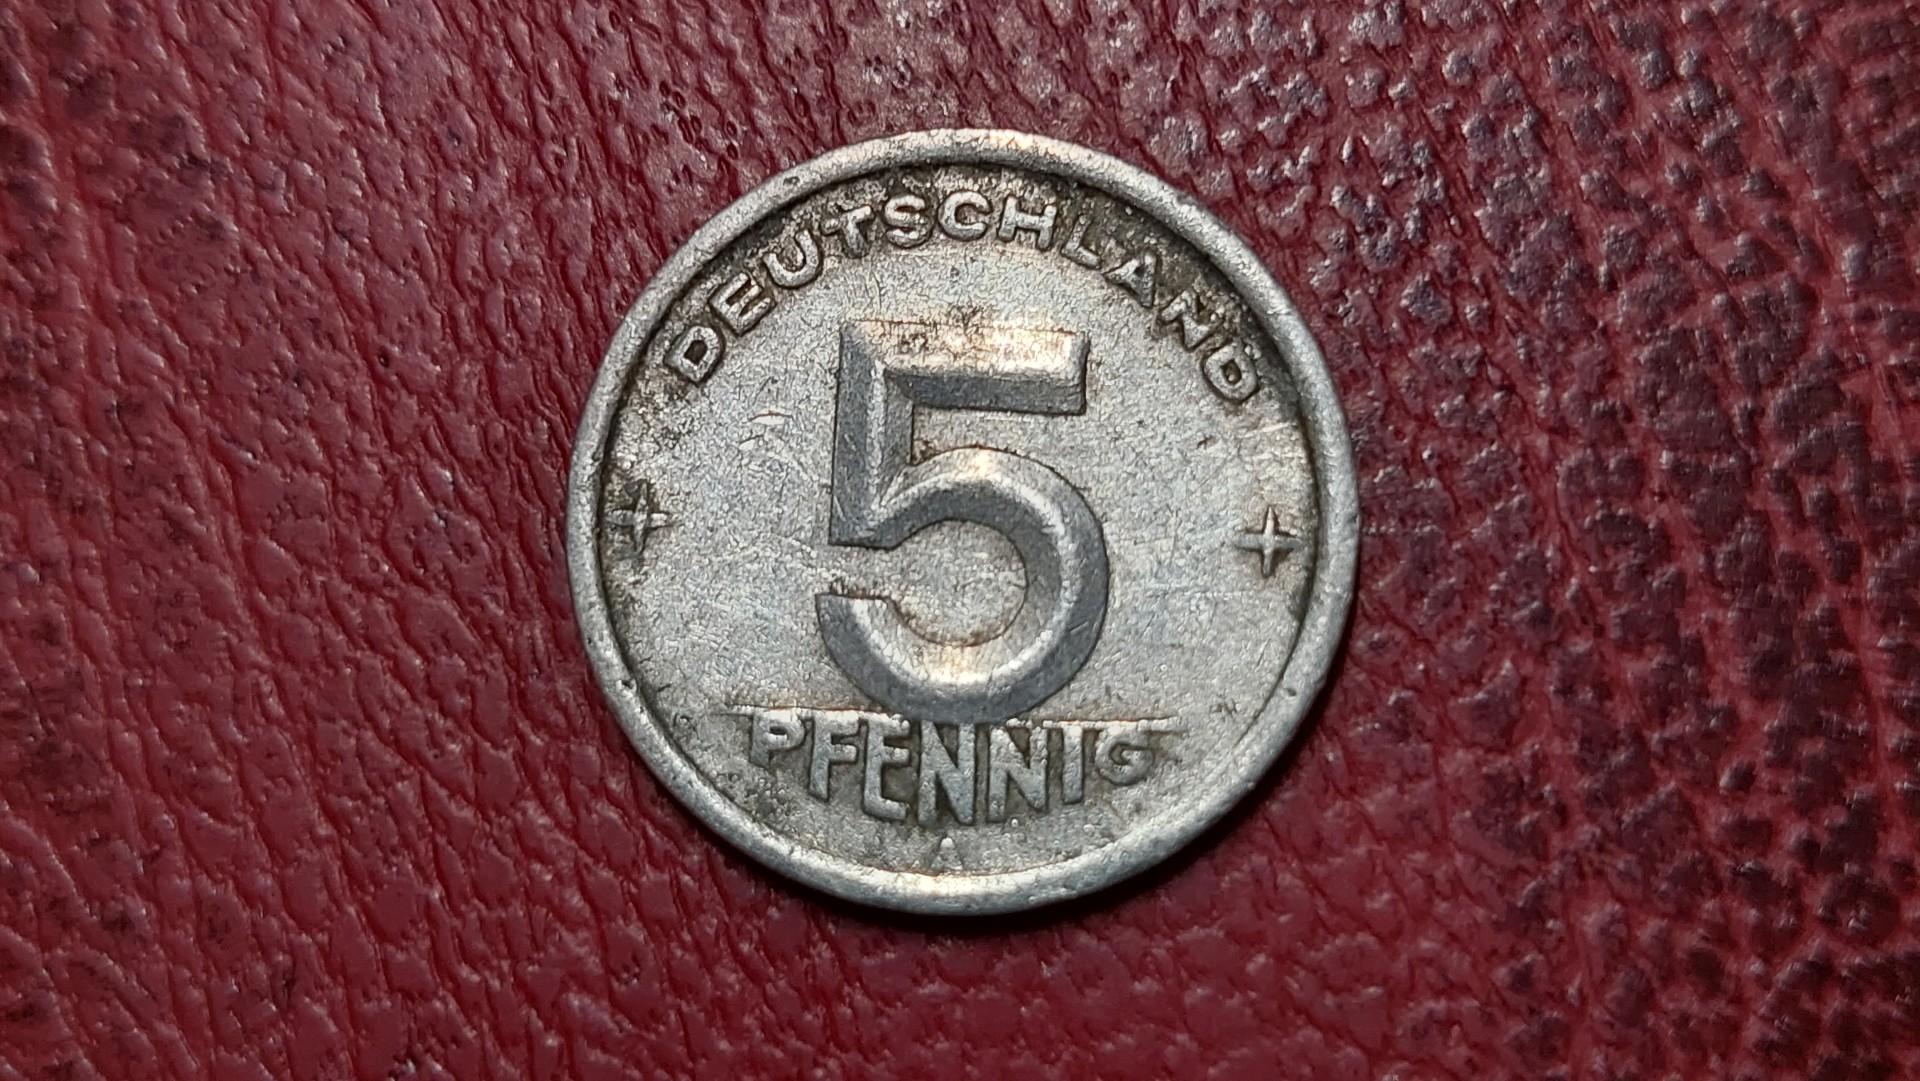 DEUTSCHLAND
5
PFENNIG
A